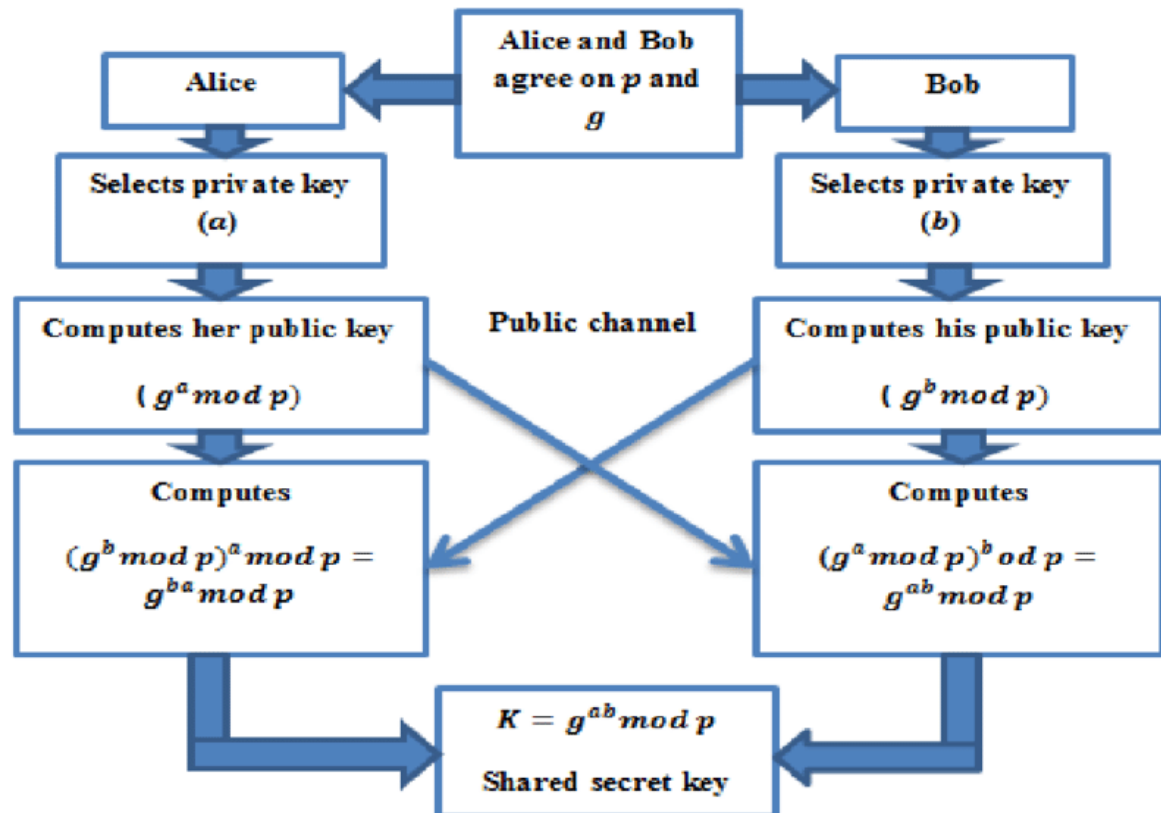 Alice and Bob
agree on p and
g
Alice
Bob
Selects private key
(a)
Selects private key
(b)
Computes her public key
( g^a mod p)
Public channel
Computes his public key
( g^b mod p)
Computes
(g^b mod p)^a mod p =
g^{ba} mod p
Computes
(g^a mod p)^b od p =
g^{ab} mod p
K = g^{ab} mod p
Shared secret key